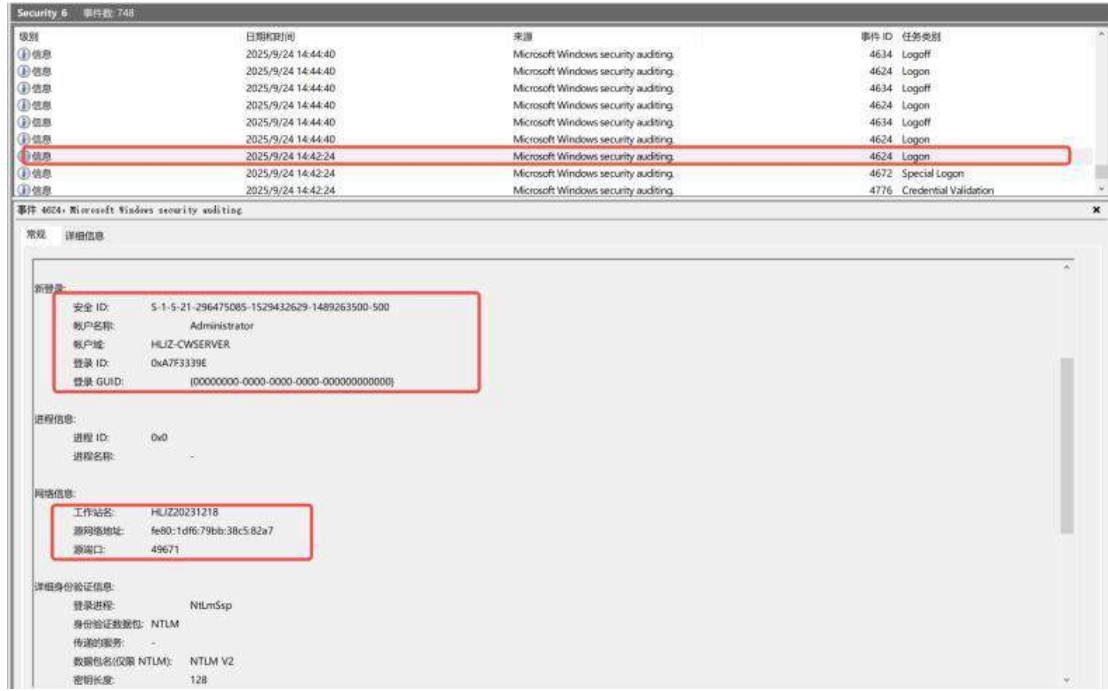 Security 6 事件数: 748
级别 日期和时间 来源 事件 ID 任务类别
信息 2025/9/24 14:44:40 Microsoft Windows security auditing. 4634 Logoff
信息 2025/9/24 14:44:40 Microsoft Windows security auditing. 4624 Logon
信息 2025/9/24 14:44:40 Microsoft Windows security auditing. 4634 Logoff
信息 2025/9/24 14:44:40 Microsoft Windows security auditing. 4624 Logon
信息 2025/9/24 14:44:40 Microsoft Windows security auditing. 4634 Logoff
信息 2025/9/24 14:44:40 Microsoft Windows security auditing. 4624 Logon
信息 2025/9/24 14:42:24 Microsoft Windows security auditing. 4624 Logon
信息 2025/9/24 14:42:24 Microsoft Windows security auditing. 4672 Special Logon
信息 2025/9/24 14:42:24 Microsoft Windows security auditing. 4776 Credential Validation
事件 4624, Microsoft Windows security auditing.
常规 详细信息
新登录:
安全 ID: S-1-5-21-296475085-1529432629-1489263500-500
帐户名称: Administrator
帐户域: HLJZ-CWSERVER
登录 ID: 0xA7F3339E
登录 GUID: {00000000-0000-0000-0000-000000000000}
进程信息:
进程 ID: 0x0
进程名称: -
网络信息:
工作站名: HLJZ20231218
源网络地址: fe80::1df6:79bb:38c5:82a7
源端口: 49671
详细身份验证信息:
登录进程: NtLmSsp
身份验证数据包: NTLM
传递的服务: -
数据包名(仅限 NTLM): NTLM V2
密钥长度: 128